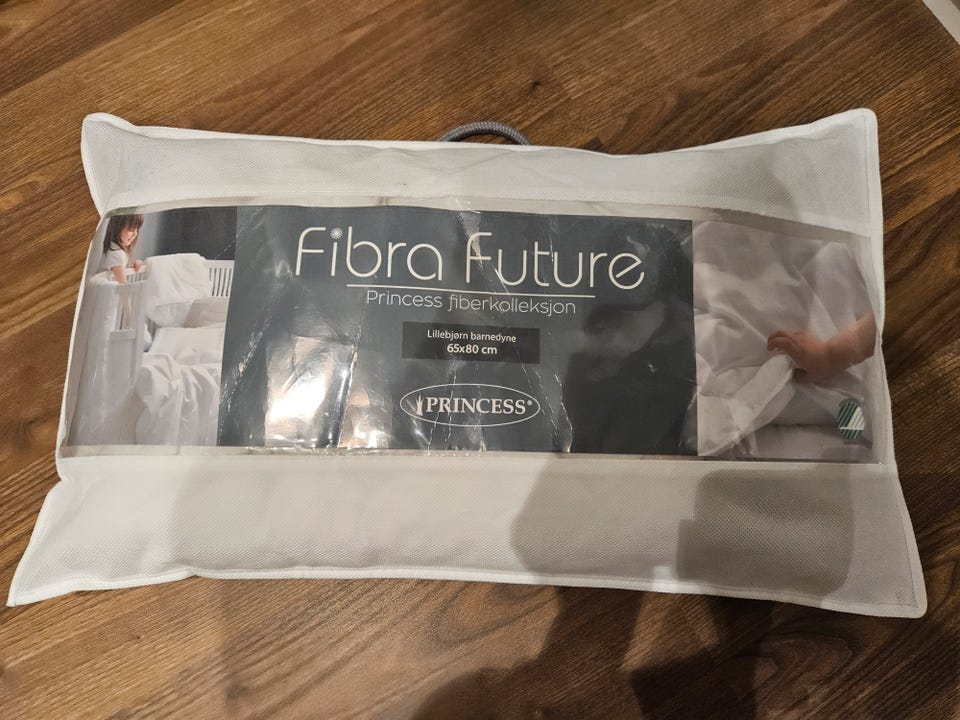 Fibra Future
Princess fiberkolleksjon
Lillebjørn barnedyne
65x80 cm
PRINCESS®